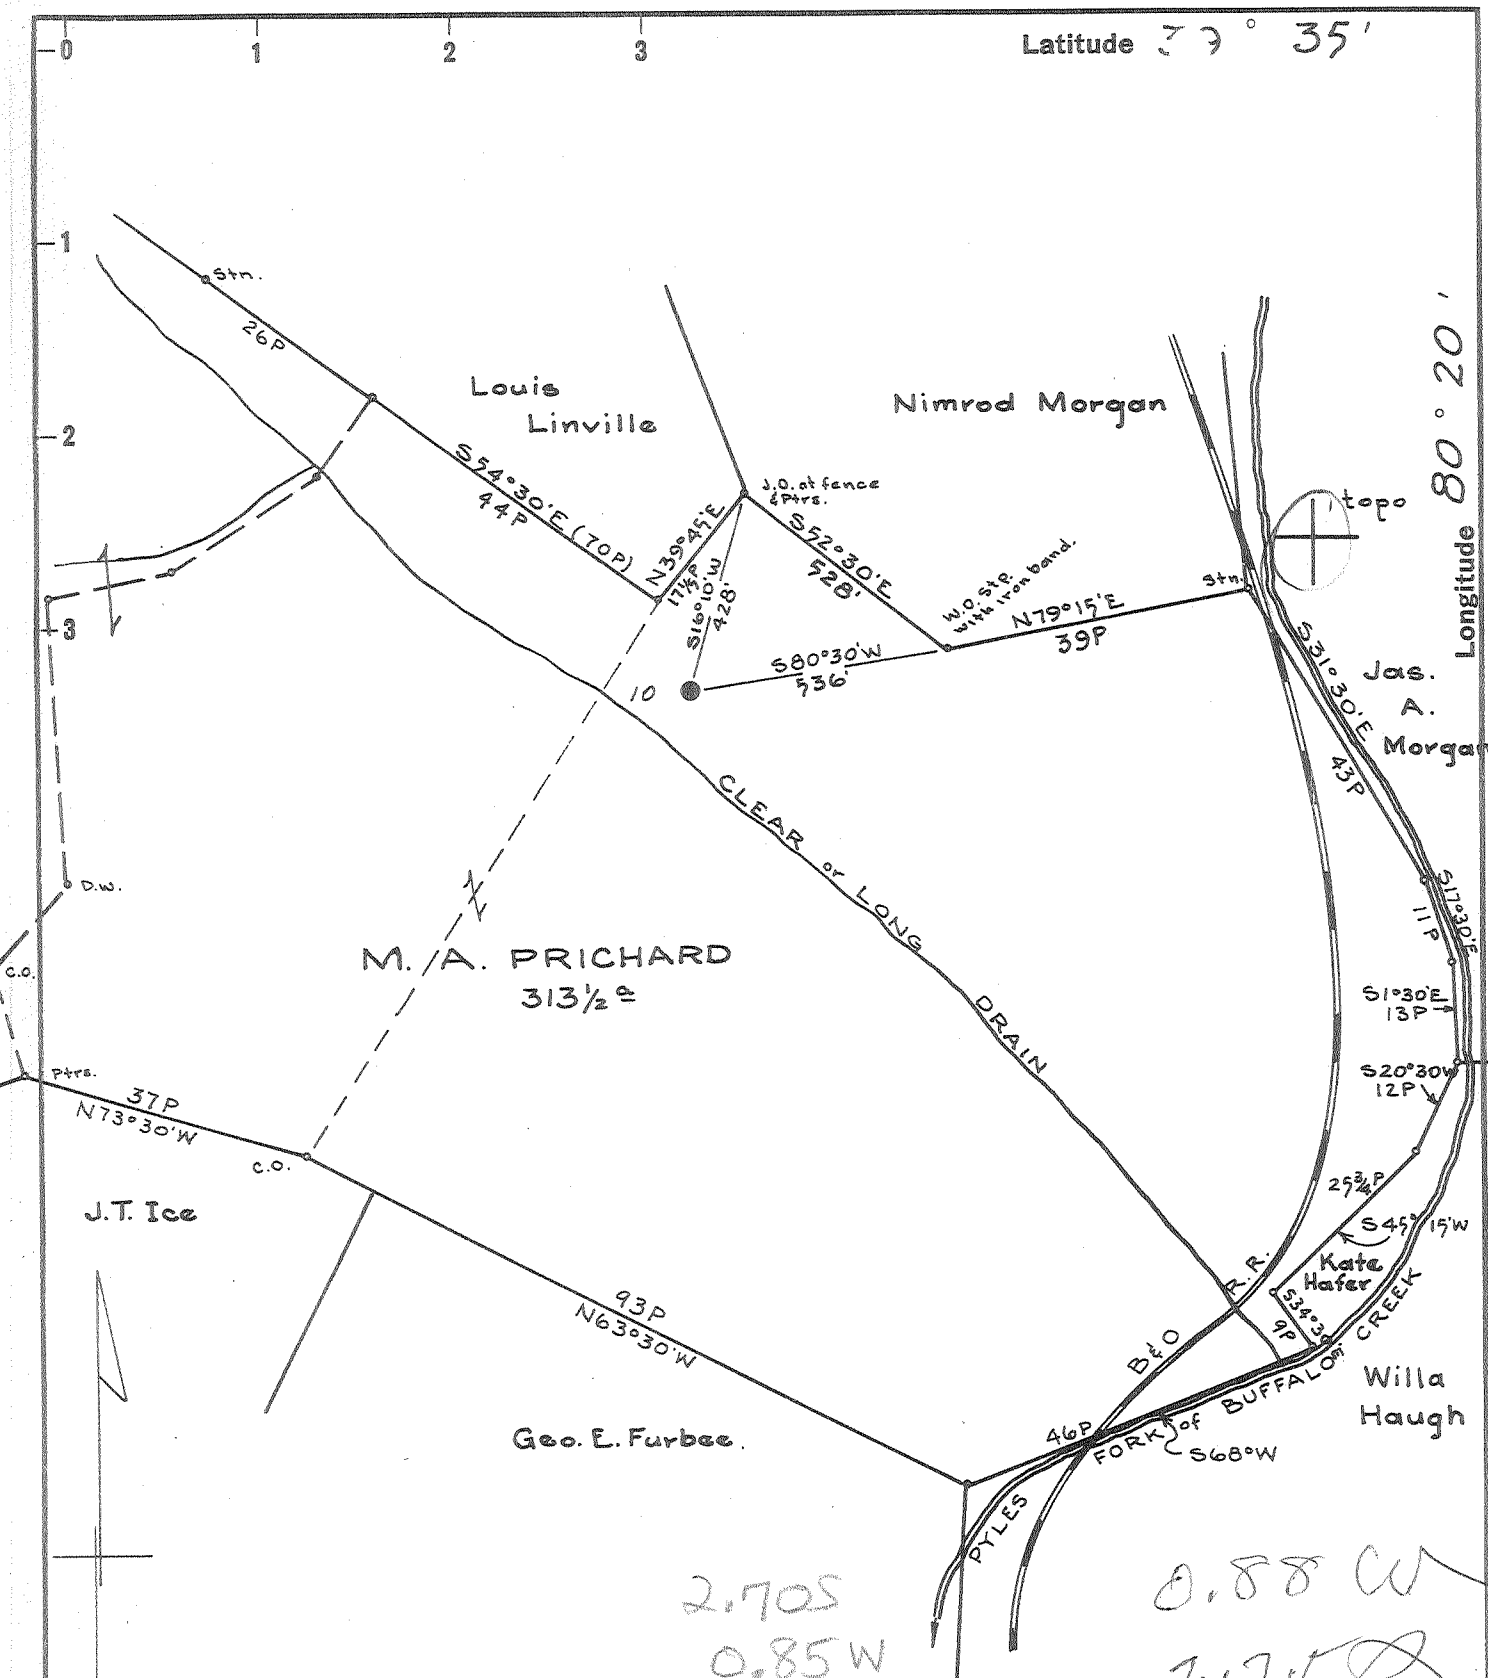 0
1
2
3
Latitude 39° 35'
1
2
3
Longitude 80° 20'
Stn.
26P
Louis
Linville
Nimrod Morgan
S54°30'E (70P)
44P
J.O. at fence
& Ptrs.
N39°45'E
17½P
S16°10'W
428'
S52°30'E
528'
W.O. stp.
with iron band.
topo
Stn.
N79°15'E
39P
S80°30'W
536'
10
S31°30'E
43P
Jas.
A.
Morgan
D.W.
CLEAR or LONG DRAIN
S17°30'E
11P
M. A. PRICHARD
313½ a
C.O.
S1°30'E
13P
Ptrs.
37P
N73°30'W
S20°30W
12P
C.O.
J.T. Ice
25¾P
S45°15'W
Kate
Hafer
S34°30'E
9P
93P
N63°30'W
B&O R.R.
Geo. E. Furbee.
46P
S68°W
PYLES FORK of BUFFALO CREEK
Willa
Haugh
2.70S
0.85W
0.88 W